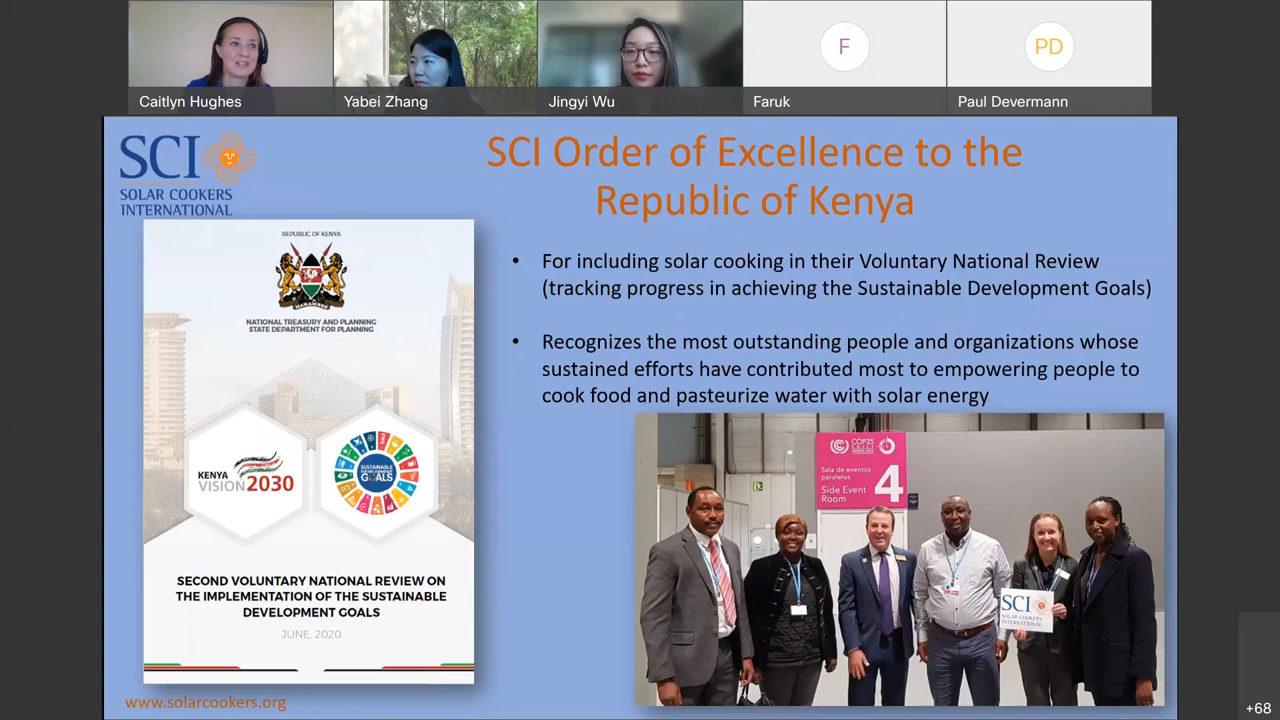 Caitlyn Hughes
Yabei Zhang
Jingyi Wu
F
Faruk
PD
Paul Devermann
SCI
SOLAR COOKERS
INTERNATIONAL
SCI Order of Excellence to the
Republic of Kenya
REPUBLIC OF KENYA
HARAMBEE
NATIONAL TREASURY AND PLANNING
STATE DEPARTMENT FOR PLANNING
KENYA
VISION2030
SUSTAINABLE
DEVELOPMENT
GOALS
SECOND VOLUNTARY NATIONAL REVIEW ON
THE IMPLEMENTATION OF THE SUSTAINABLE
DEVELOPMENT GOALS
JUNE, 2020
• For including solar cooking in their Voluntary National Review
(tracking progress in achieving the Sustainable Development Goals)
• Recognizes the most outstanding people and organizations whose
sustained efforts have contributed most to empowering people to
cook food and pasteurize water with solar energy
COP25
CHILE
Sala de eventos
paralelos
Side Event
Room
4
SCI
SOLAR COOKERS
INTERNATIONAL
www.solarcookers.org
+68